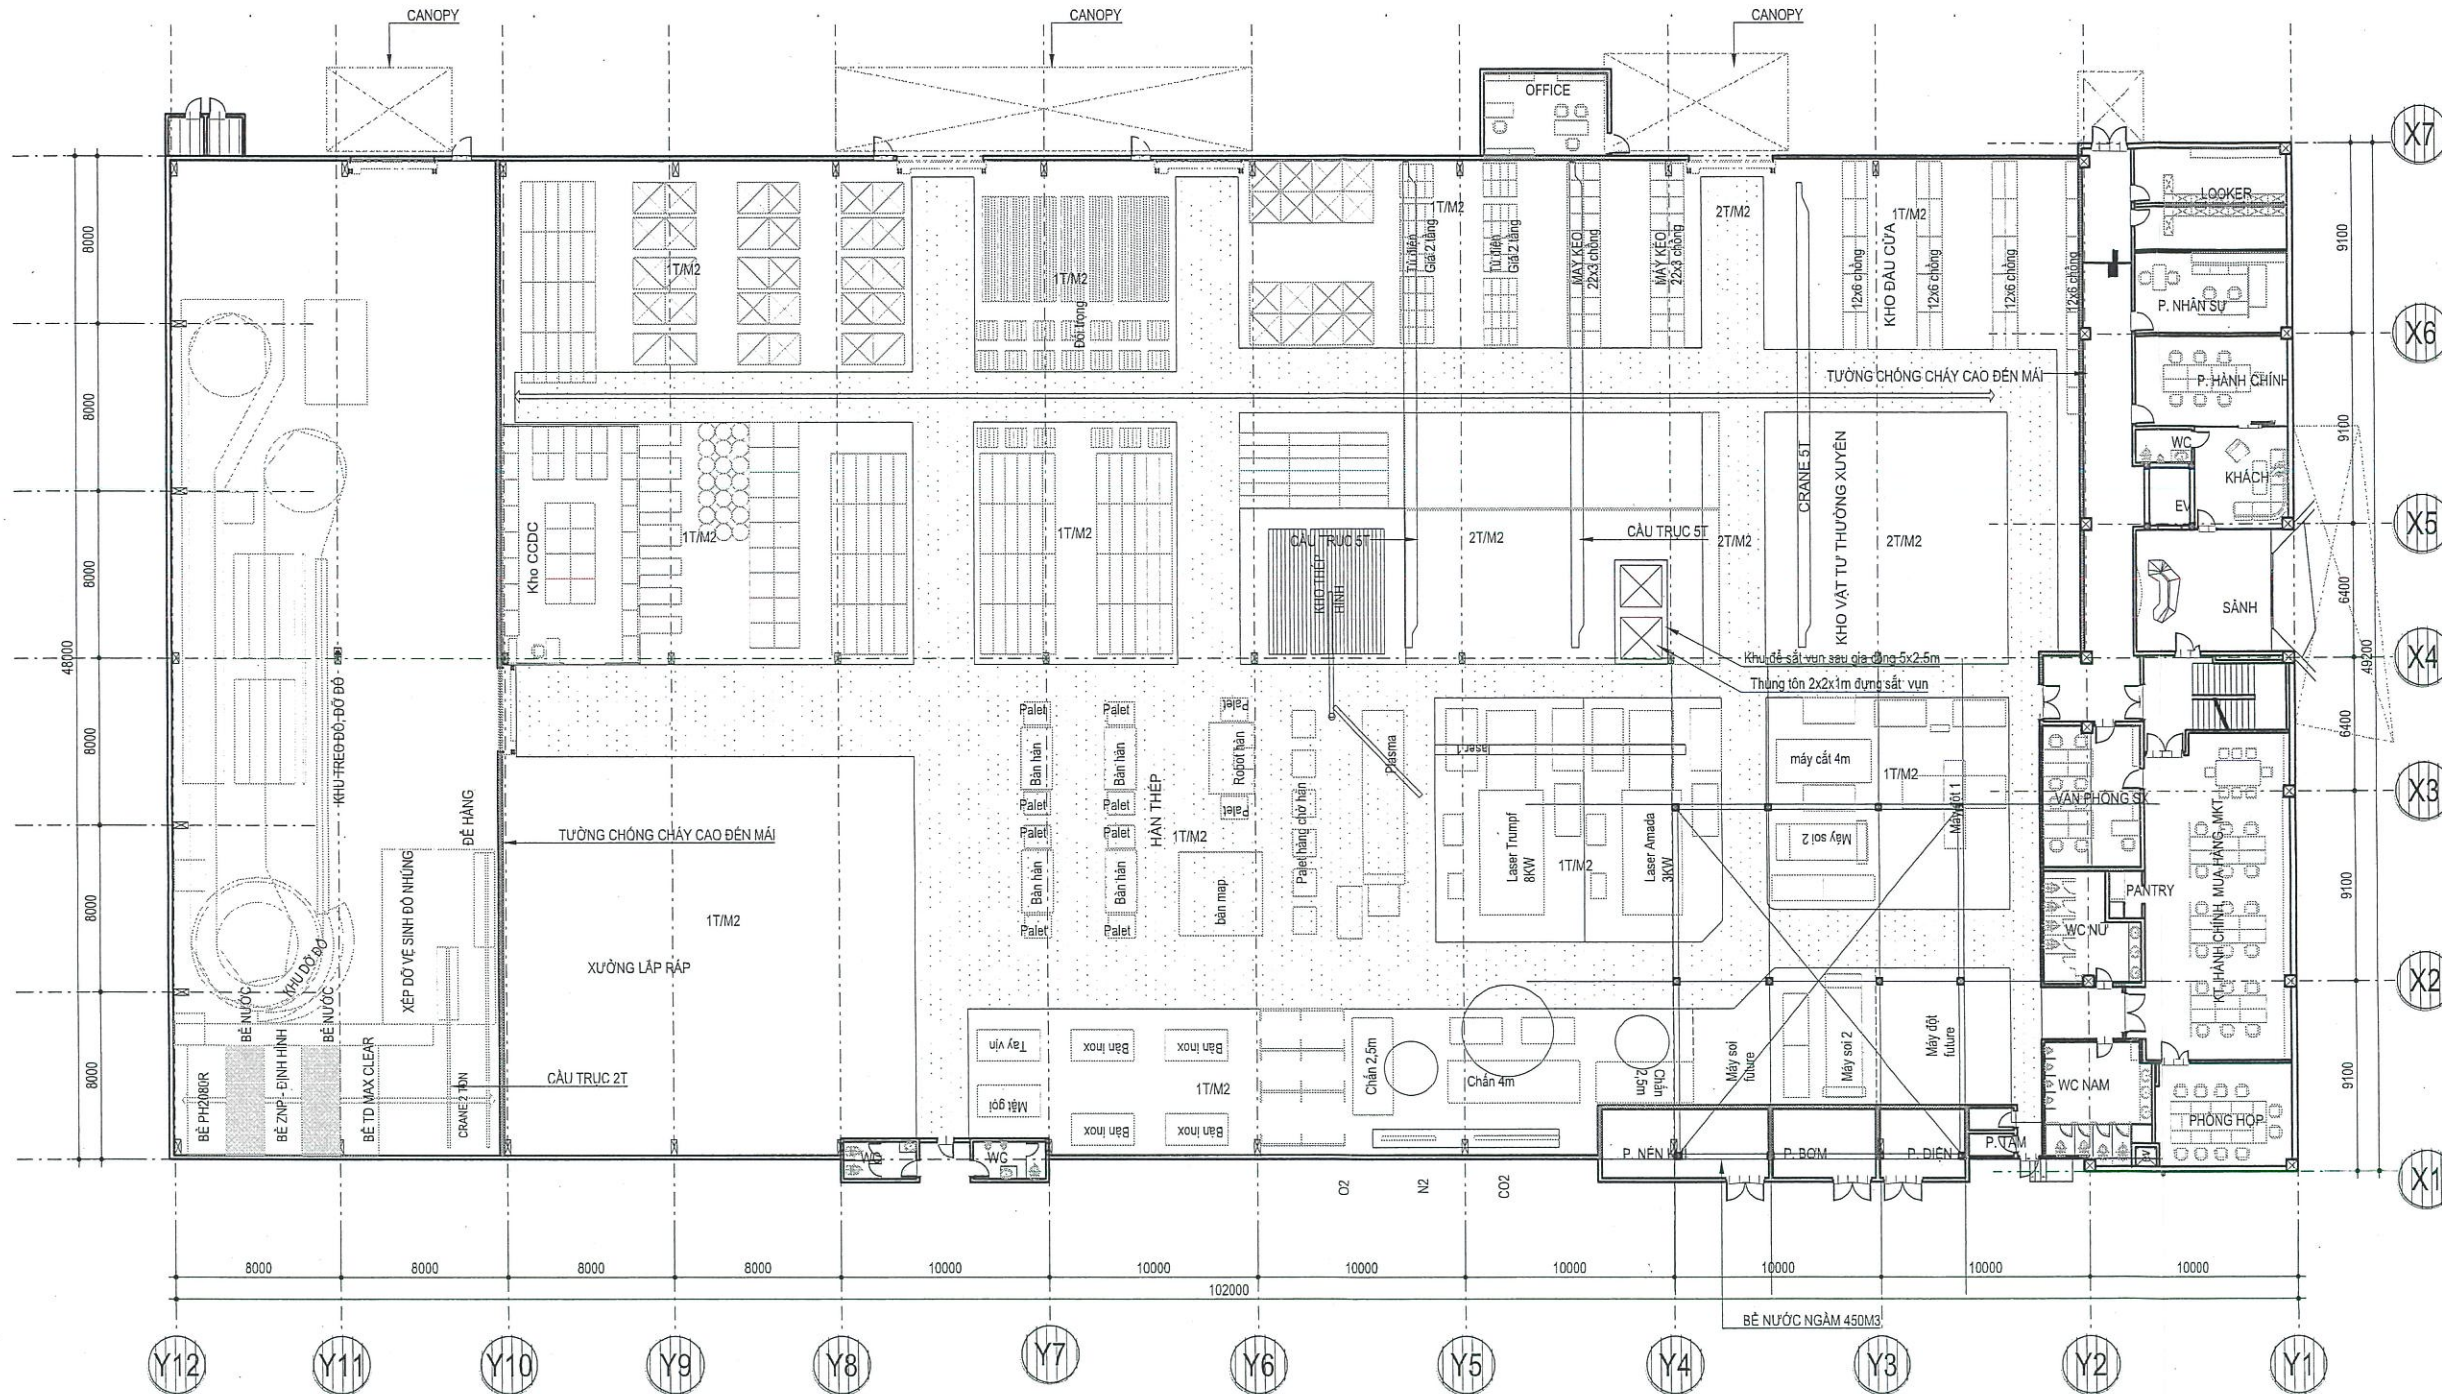 CANOPY
CANOPY
CANOPY
OFFICE
X7
LOOKER
8000
9100
1T/M2
1T/M2
1T/M2
2T/M2
1T/M2
Tủ điện
Giá 2 tầng
Tủ điện
Giá 2 tầng
MÁY KÉO
22x3 chồng
MÁY KÉO
22x3 chồng
12x6 chồng
KHO ĐẦU CỬA
12x6 chồng
12x6 chồng
12x6 chồng
P. NHÂN SỰ
Đối trọng
X6
TƯỜNG CHỐNG CHÁY CAO ĐẾN MÁI
P. HÀNH CHÍNH
8000
9100
WC
KHÁCH
EV
CRANE 5T
KHO VẬT TƯ THƯỜNG XUYÊN
X5
Kho CCDC
1T/M2
1T/M2
CẦU TRỤC 5T
2T/M2
CẦU TRỤC 5T
2T/M2
2T/M2
KHO THÉP
HÌNH
8000
6400
SẢNH
48000
49200
X4
Khu để sắt vụn sau gia công 5x2.5m
Thùng tôn 2x2x1m đựng sắt vụn
KHU TREO ĐỒ, DỠ ĐỒ
8000
6400
Palet
Palet
Palet
Bàn hàn
Bàn hàn
Robot hàn
Plasma
Laser 1
máy cắt 4m
1T/M2
Palet
Palet
Palet
Palet hàng chờ hàn
Máy đột 1
VĂN PHÒNG SX
X3
ĐỂ HÀNG
HÀN THÉP
TƯỜNG CHỐNG CHÁY CAO ĐẾN MÁI
Palet
Palet
1T/M2
Máy soi 2
Laser Trumpf
8KW
Laser Amada
3KW
1T/M2
KT, HÀNH CHÍNH, MUA HÀNG, MKT
8000
9100
Bàn hàn
Bàn hàn
bàn map
PANTRY
XẾP DỠ VỆ SINH ĐỒ NHÚNG
1T/M2
Palet
Palet
WC NỮ
XƯỞNG LẮP RÁP
KHU DỠ ĐỒ
X2
BỂ NƯỚC
BỂ NƯỚC
Tay vịn
Bàn inox
Bàn inox
Chấn 2,5m
Máy soi
future
Máy soi 2
Máy đột
future
8000
9100
BỂ PH2080R
BỂ ZNP - ĐỊNH HÌNH
BỂ TD MAX CLEAR
CRANE 2 TON
CẦU TRỤC 2T
1T/M2
Chấn 4m
Chấn
2,5m
WC NAM
Mặt gọi
Bàn inox
Bàn inox
PHÒNG HỌP
WC
WC
P. NÉN KHÍ
P. BƠM
P. ĐIỆN
P. TẮM
X1
O2
N2
CO2
8000
8000
8000
8000
10000
10000
10000
10000
10000
10000
10000
102000
BỂ NƯỚC NGẦM 450M3
Y12
Y11
Y10
Y9
Y8
Y7
Y6
Y5
Y4
Y3
Y2
Y1